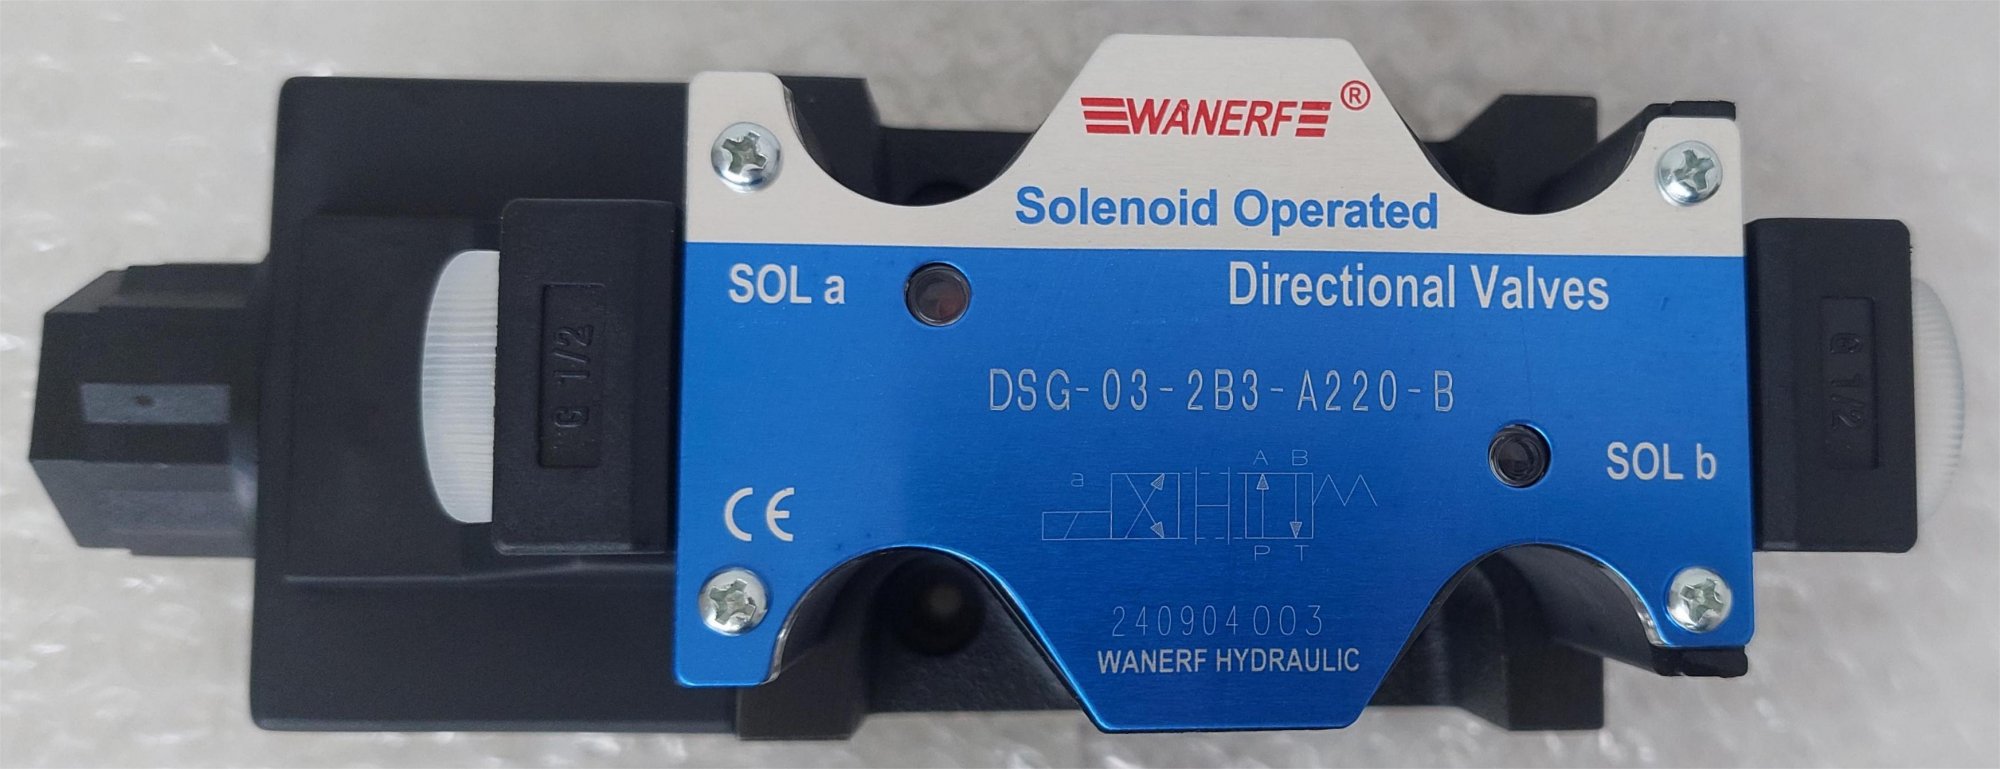 WANERF®
Solenoid Operated
SOL a
Directional Valves
DSG-03-2B3-A220-B
SOL b
A B
a
P T
CE
240904003
WANERF HYDRAULIC
G 1/2
G 1/2